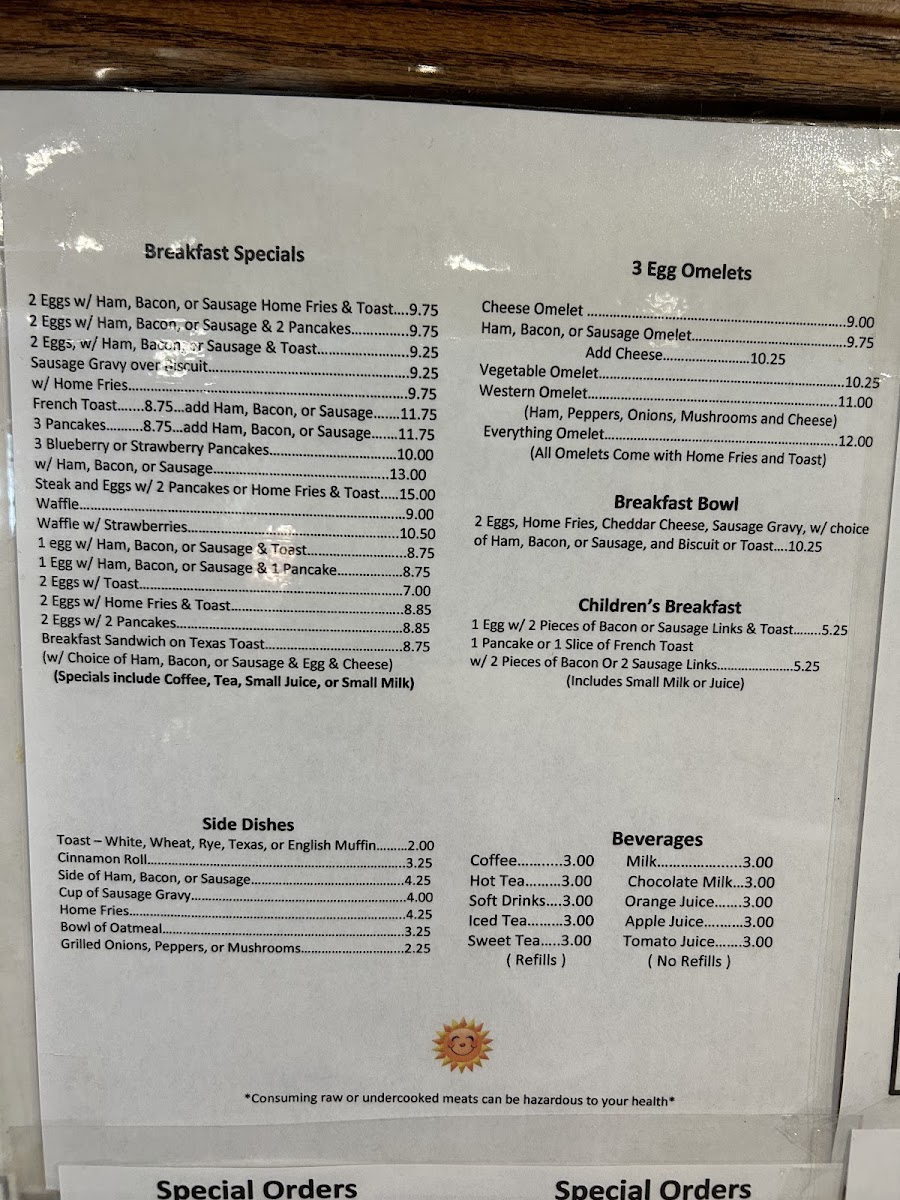 Breakfast Specials
2 Eggs w/ Ham, Bacon, or Sausage Home Fries & Toast....9.75
2 Eggs w/ Ham, Bacon, or Sausage & 2 Pancakes..............9.75
2 Eggs, w/ Ham, Bacon, or Sausage & Toast......................9.25
Sausage Gravy over Biscuit................................................9.25
w/ Home Fries....................................................................9.75
French Toast.......8.75...add Ham, Bacon, or Sausage.......11.75
3 Pancakes.........8.75...add Ham, Bacon, or Sausage.......11.75
3 Blueberry or Strawberry Pancakes...............................10.00
w/ Ham, Bacon, or Sausage...........................................13.00
Steak and Eggs w/ 2 Pancakes or Home Fries & Toast.....15.00
Waffle................................................................................9.00
Waffle w/ Strawberries...................................................10.50
1 egg w/ Ham, Bacon, or Sausage & Toast........................8.75
1 Egg w/ Ham, Bacon, or Sausage & 1 Pancake................8.75
2 Eggs w/ Toast................................................................7.00
2 Eggs w/ Home Fries & Toast..........................................8.85
2 Eggs w/ 2 Pancakes.......................................................8.85
Breakfast Sandwich on Texas Toast.................................8.75
(w/ Choice of Ham, Bacon, or Sausage & Egg & Cheese)
(Specials include Coffee, Tea, Small Juice, or Small Milk)
3 Egg Omelets
Cheese Omelet ................................................................9.00
Ham, Bacon, or Sausage Omelet.......................................9.75
Add Cheese......................10.25
Vegetable Omelet.............................................................10.25
Western Omelet...............................................................11.00
(Ham, Peppers, Onions, Mushrooms and Cheese)
Everything Omelet...........................................................12.00
(All Omelets Come with Home Fries and Toast)
Breakfast Bowl
2 Eggs, Home Fries, Cheddar Cheese, Sausage Gravy, w/ choice
of Ham, Bacon, or Sausage, and Biscuit or Toast....10.25
Children's Breakfast
1 Egg w/ 2 Pieces of Bacon or Sausage Links & Toast........5.25
1 Pancake or 1 Slice of French Toast
w/ 2 Pieces of Bacon Or 2 Sausage Links......................5.25
(Includes Small Milk or Juice)
Side Dishes
Toast – White, Wheat, Rye, Texas, or English Muffin.........2.00
Cinnamon Roll..................................................................3.25
Side of Ham, Bacon, or Sausage.......................................4.25
Cup of Sausage Gravy.......................................................4.00
Home Fries.......................................................................4.25
Bowl of Oatmeal...............................................................3.25
Grilled Onions, Peppers, or Mushrooms..........................2.25
Beverages
Coffee...........3.00 Milk.....................3.00
Hot Tea.........3.00 Chocolate Milk...3.00
Soft Drinks....3.00 Orange Juice......3.00
Iced Tea........3.00 Apple Juice..........3.00
Sweet Tea.....3.00 Tomato Juice.......3.00
( Refills ) ( No Refills )
*Consuming raw or undercooked meats can be hazardous to your health*
Special Orders Special Orders